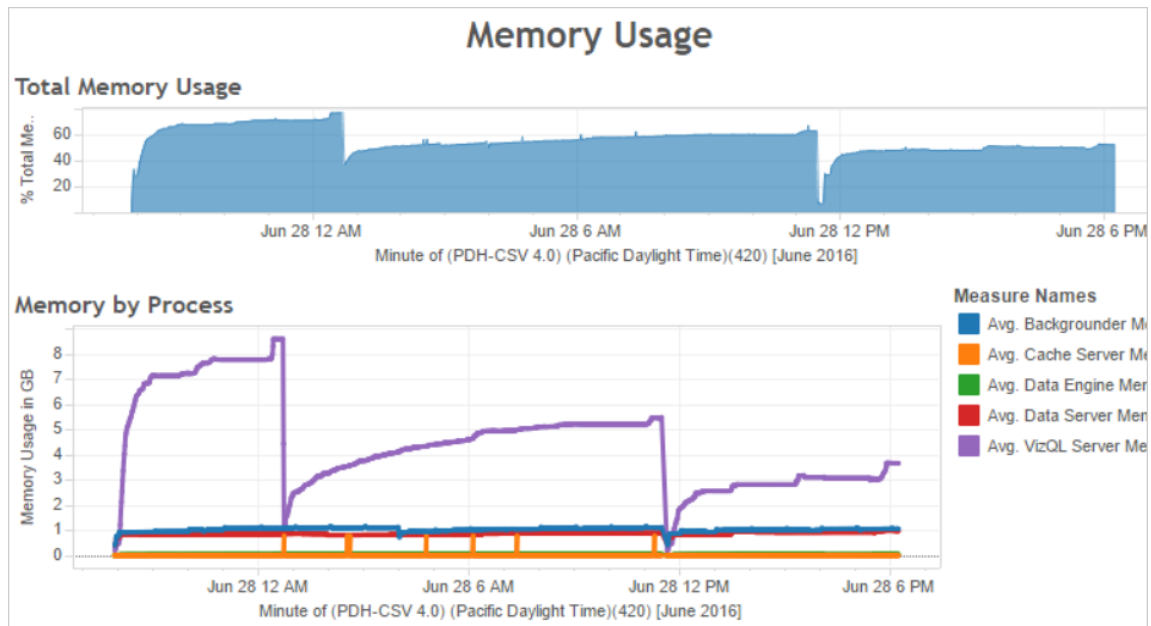 Memory Usage
Total Memory Usage
% Total Me..
60
40
20
Jun 28 12 AM Jun 28 6 AM Jun 28 12 PM Jun 28 6 PM
Minute of (PDH-CSV 4.0) (Pacific Daylight Time)(420) [June 2016]
Memory by Process
Memory Usage in GB
8
7
6
5
4
3
2
1
0
Jun 28 12 AM Jun 28 6 AM Jun 28 12 PM Jun 28 6 PM
Minute of (PDH-CSV 4.0) (Pacific Daylight Time)(420) [June 2016]
Measure Names
Avg. Backgrounder Me
Avg. Cache Server Me
Avg. Data Engine Mer
Avg. Data Server Mer
Avg. VizQL Server Me